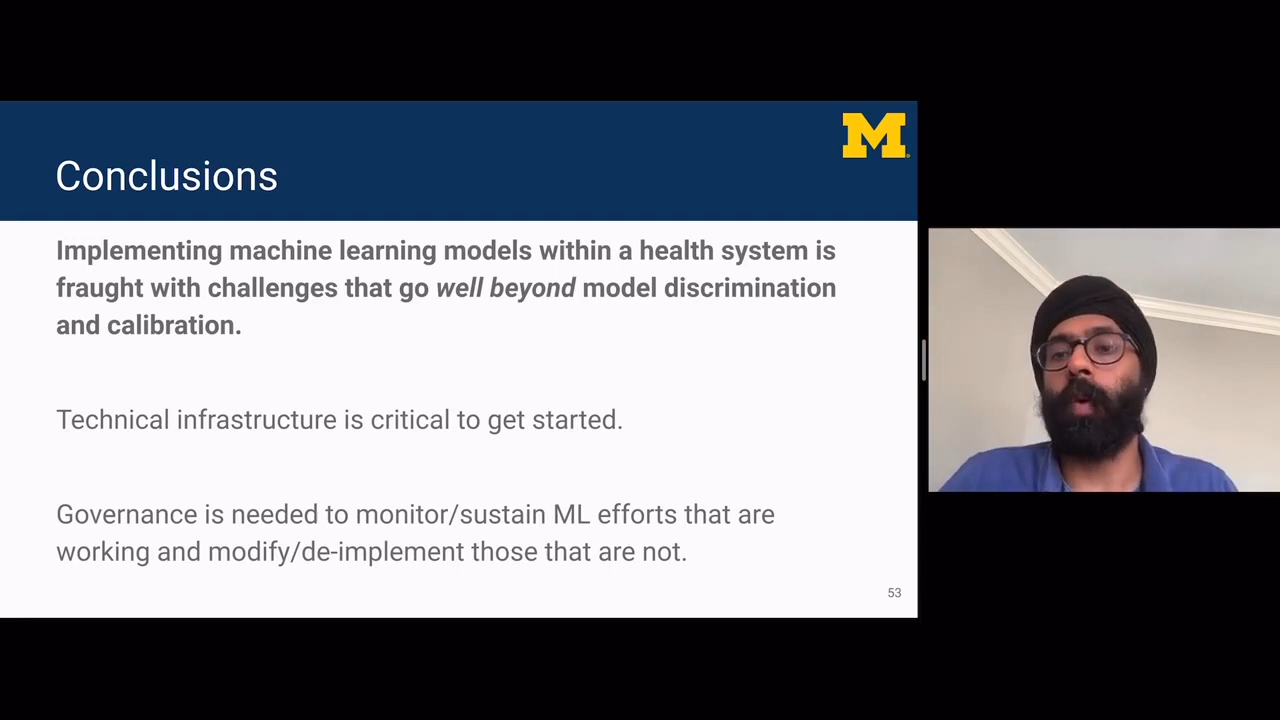 M
Conclusions
Implementing machine learning models within a health system is
fraught with challenges that go well beyond model discrimination
and calibration.
Technical infrastructure is critical to get started.
Governance is needed to monitor/sustain ML efforts that are
working and modify/de-implement those that are not.
53